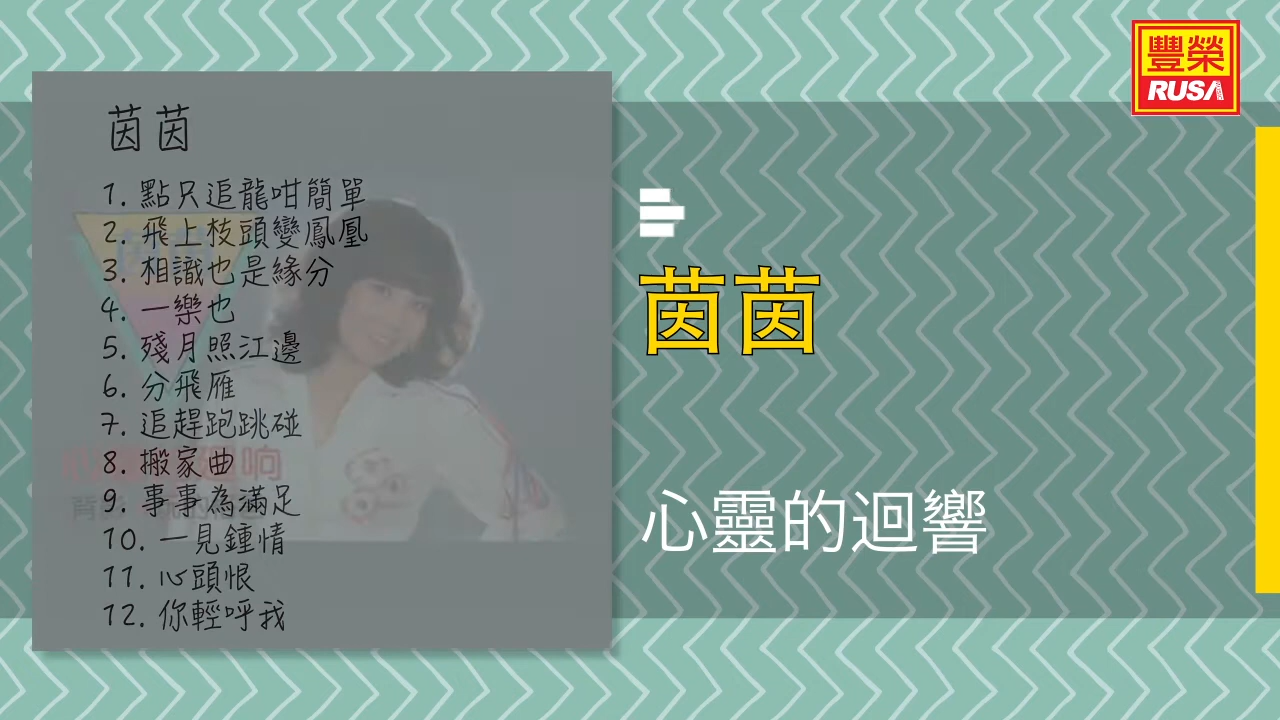 豐榮
RUSA
茵茵
1. 點只追龍咁簡單
2. 飛上枝頭變鳳凰
3. 相識也是緣分
4. 一樂也
5. 殘月照江邊
6. 分飛雁
7. 追趕跑跳碰
8. 搬家曲
9. 事事為滿足
10. 一見鍾情
11. 心頭恨
12. 你輕呼我
茵茵
心靈的迴響